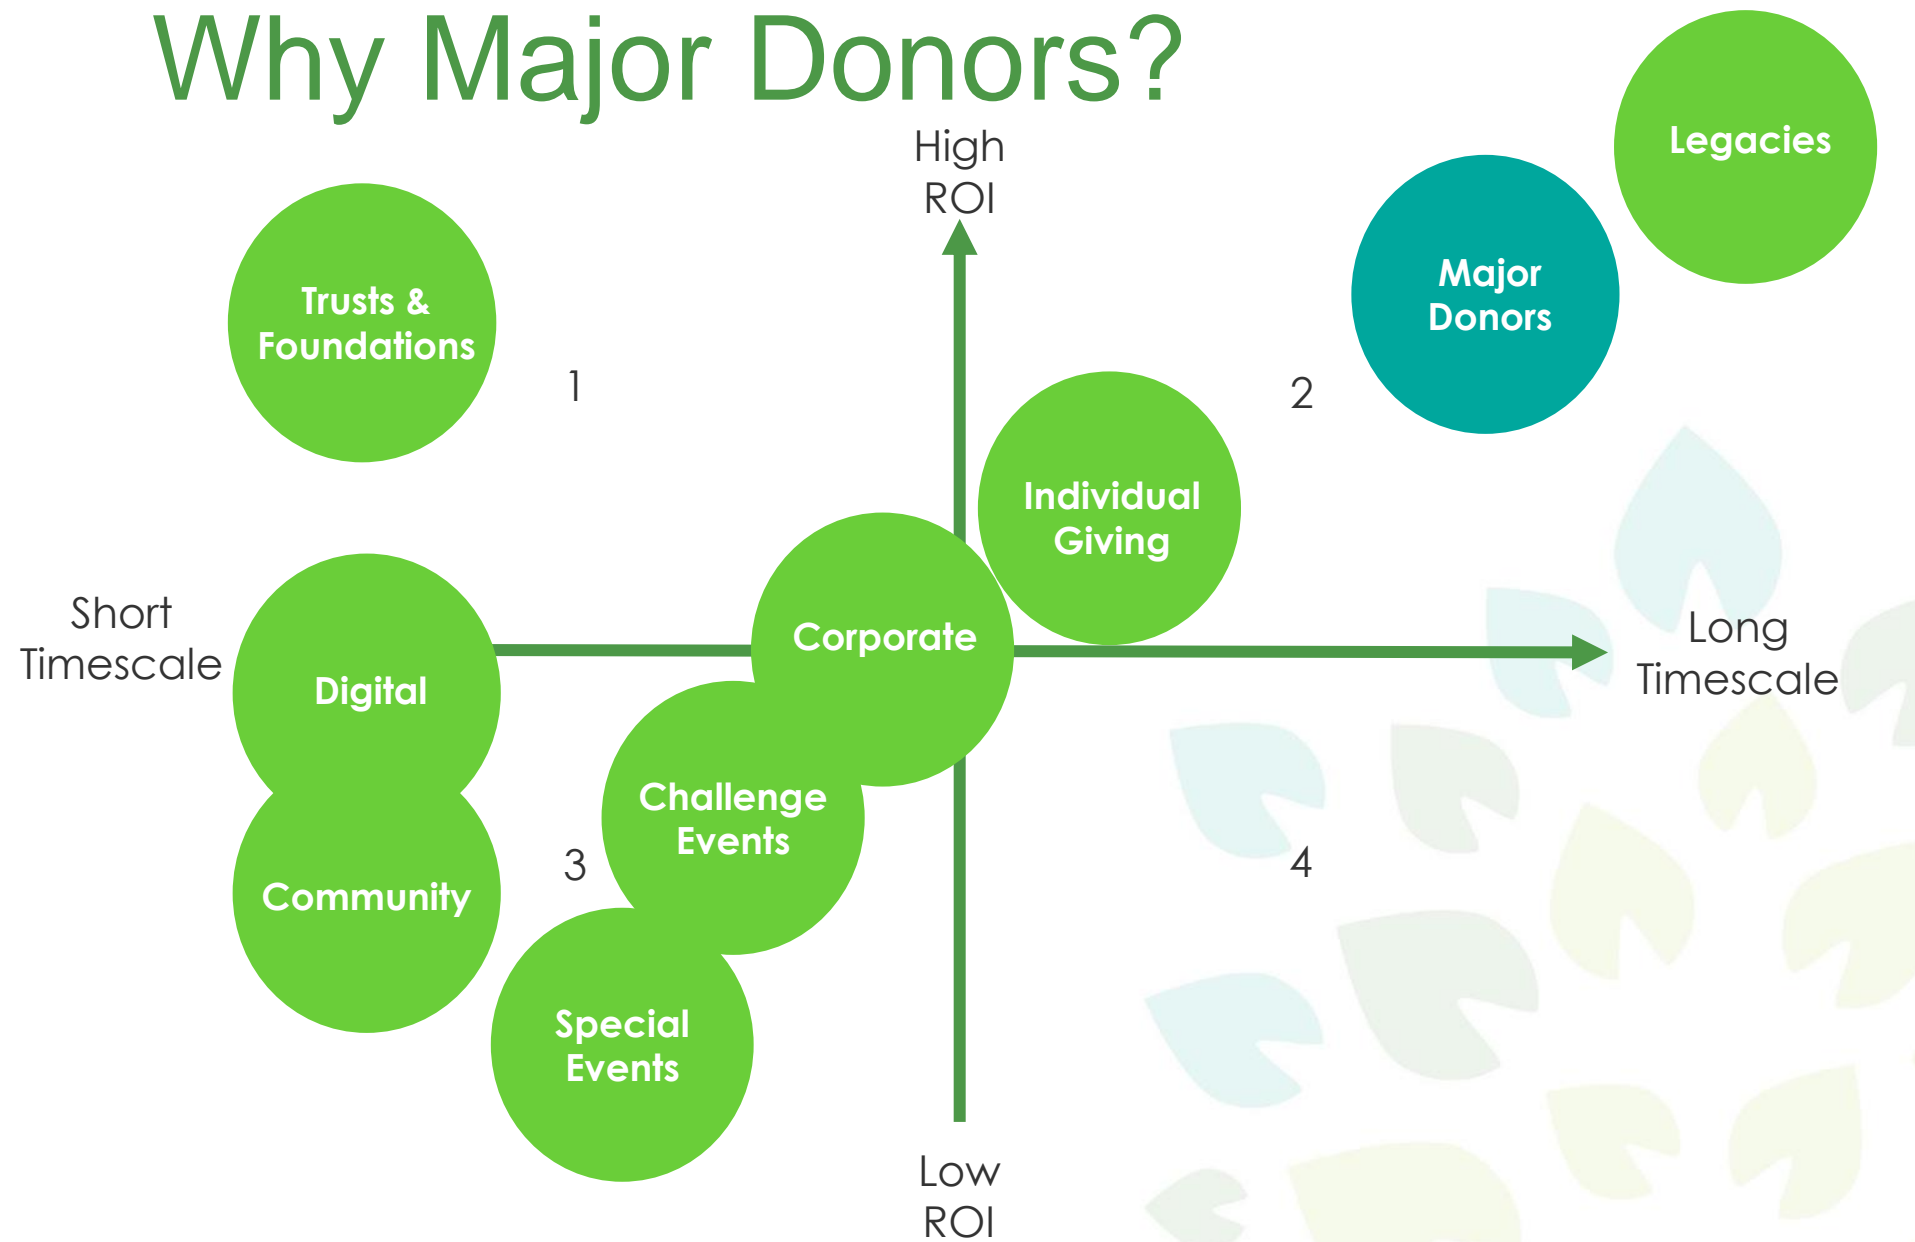 Why Major Donors?
High
ROI
Legacies
Major
Donors
Trusts &
Foundations
1
2
Individual
Giving
Short
Timescale
Corporate
Long
Timescale
Digital
Challenge
Events
3
4
Community
Special
Events
Low
ROI